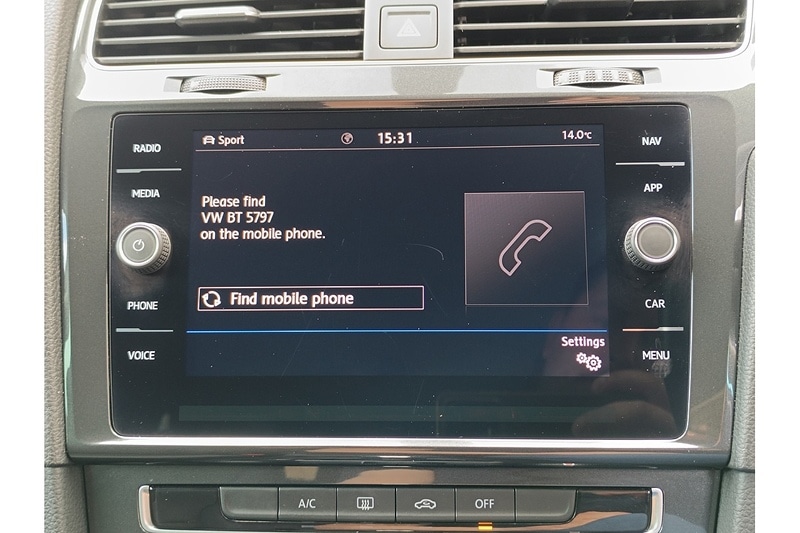 RADIO
MEDIA
PHONE
VOICE
Sport 15:31 14.0°C
Please find
VW BT 5797
on the mobile phone.
Find mobile phone
Settings
NAV
APP
CAR
MENU
A/C OFF